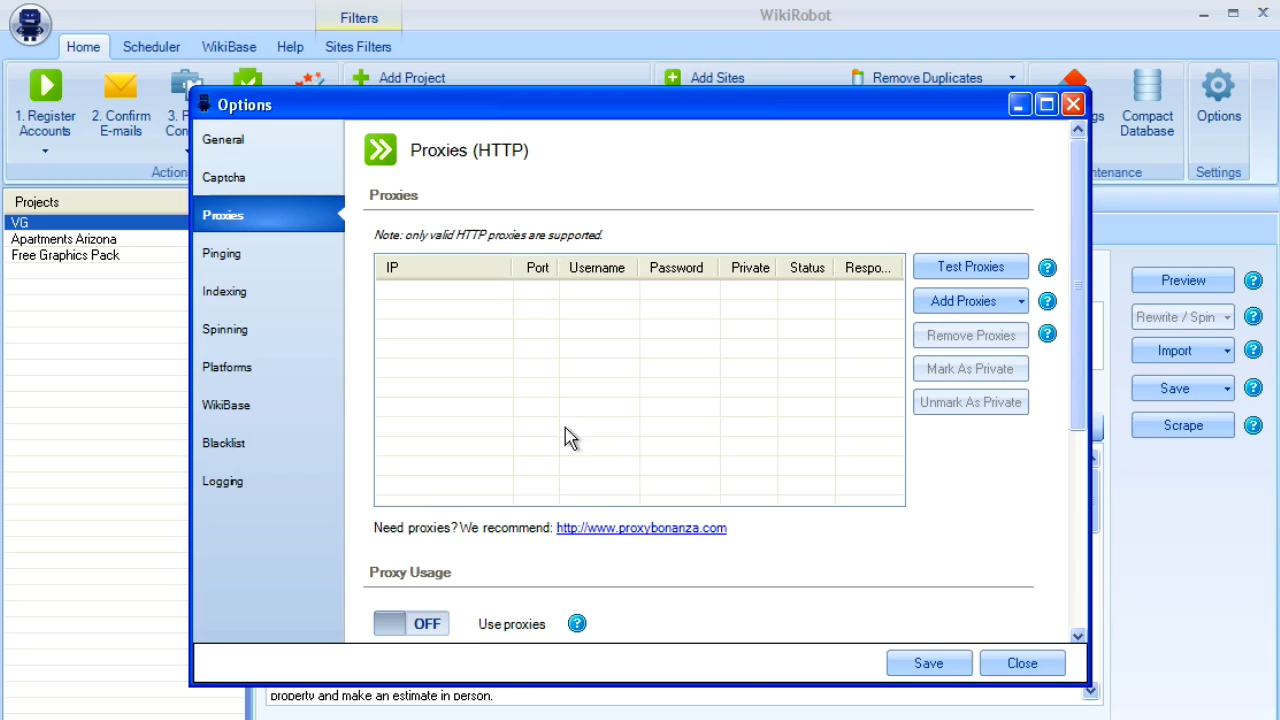 Filters
WikiRobot
Home
Scheduler
WikiBase
Help
Sites Filters
1. Register
Accounts
2. Confirm
E-mails
3.
Add Project
Add Sites
Remove Duplicates
Compact
Database
Options
Settings
Projects
VG
Apartments Arizona
Free Graphics Pack
Options
General
Captcha
Proxies
Pinging
Indexing
Spinning
Platforms
WikiBase
Blacklist
Logging
Proxies (HTTP)
Proxies
Note: only valid HTTP proxies are supported.
IP
Port
Username
Password
Private
Status
Respo...
Test Proxies
Add Proxies
Remove Proxies
Mark As Private
Unmark As Private
Need proxies? We recommend: http://www.proxybonanza.com
Proxy Usage
OFF
Use proxies
Save
Close
Preview
Rewrite / Spin
Import
Save
Scrape
property and make an estimate in person.